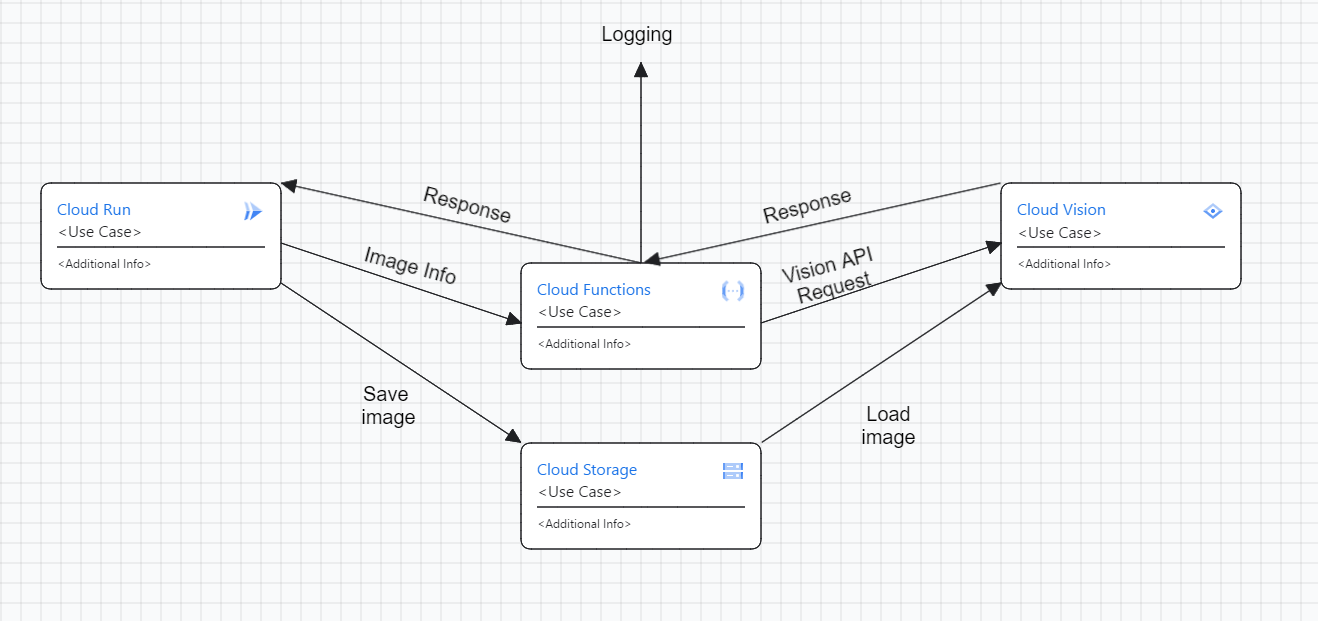 Logging
Response
Response
Cloud Run
<Use Case>
<Additional Info>
Cloud Vision
<Use Case>
<Additional Info>
Image Info
Vision API
Request
Cloud Functions
<Use Case>
<Additional Info>
Save
image
Load
image
Cloud Storage
<Use Case>
<Additional Info>